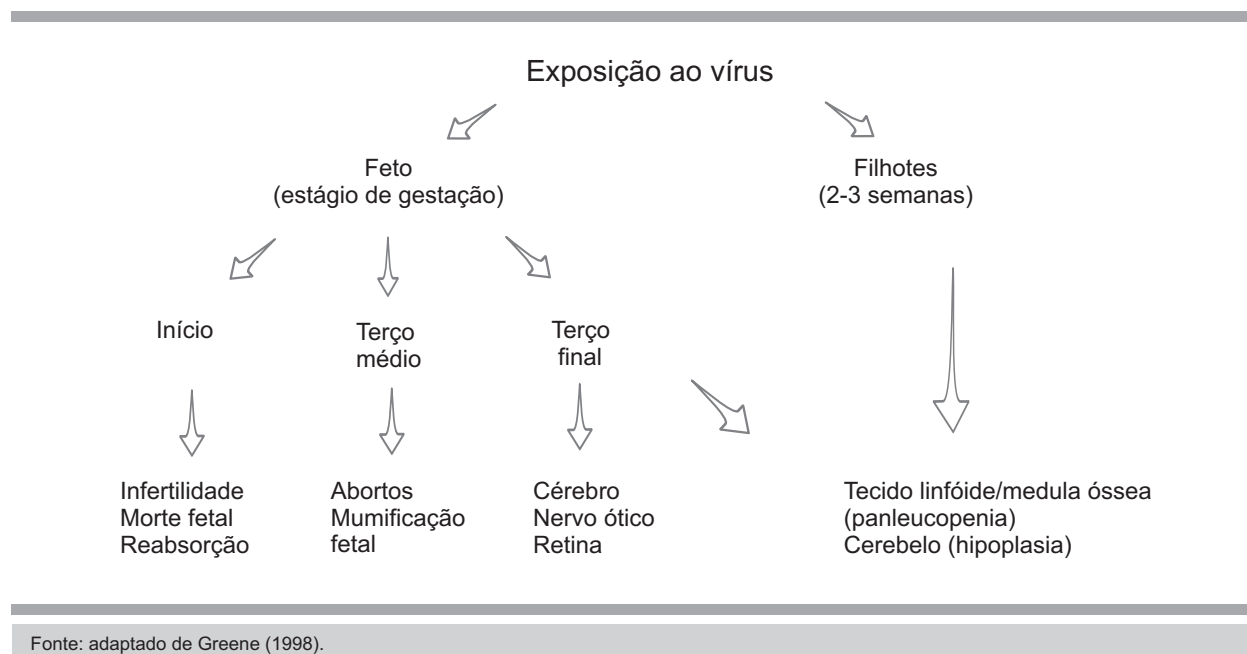 Exposição ao vírus
Feto
(estágio de gestação)
Filhotes
(2-3 semanas)
Início
Terço
médio
Terço
final
Infertilidade
Morte fetal
Reabsorção
Abortos
Mumificação
fetal
Cérebro
Nervo ótico
Retina
Tecido linfóide/medula óssea
(panleucopenia)
Cerebelo (hipoplasia)
Fonte: adaptado de Greene (1998).